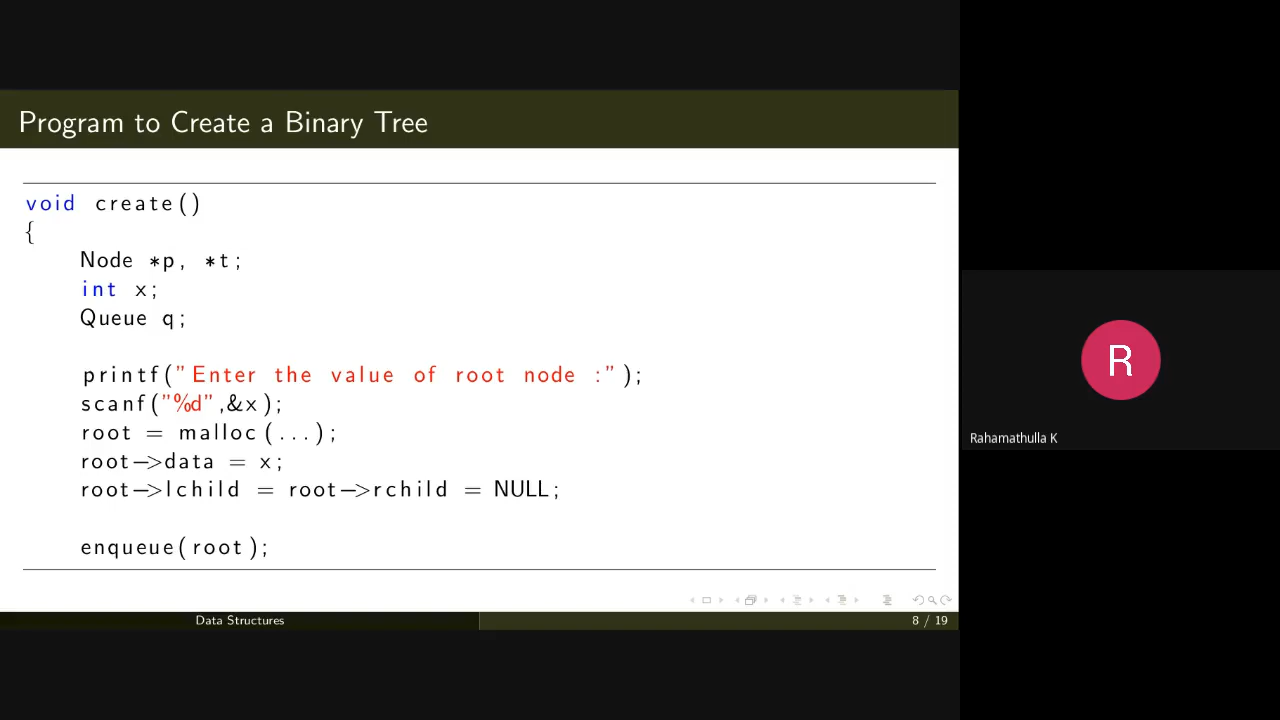 Program to Create a Binary Tree
void create()
{
Node *p, *t;
int x;
Queue q;
printf("Enter the value of root node :");
scanf("%d",&x);
root = malloc(...);
root->data = x;
root->lchild = root->rchild = NULL;
enqueue(root);
Data Structures
8 / 19
R
Rahamathulla K